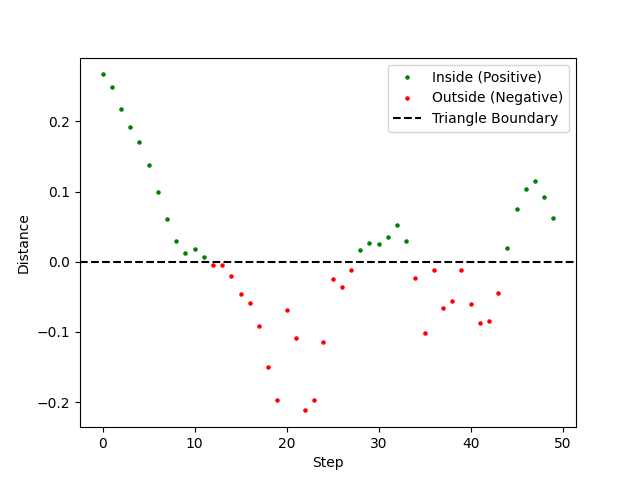 Inside (Positive)
Outside (Negative)
Triangle Boundary
0.2
0.1
0.0
−0.1
−0.2
Distance
0
10
20
30
40
50
Step